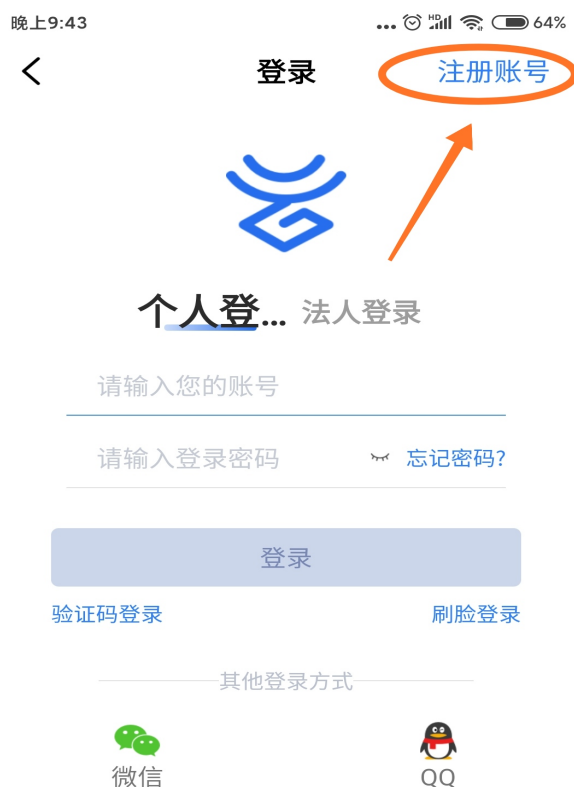 晚上9:43
HD
64%
登录
注册账号
个人登... 法人登录
请输入您的账号
请输入登录密码 忘记密码?
登录
验证码登录 刷脸登录
其他登录方式
微信 QQ